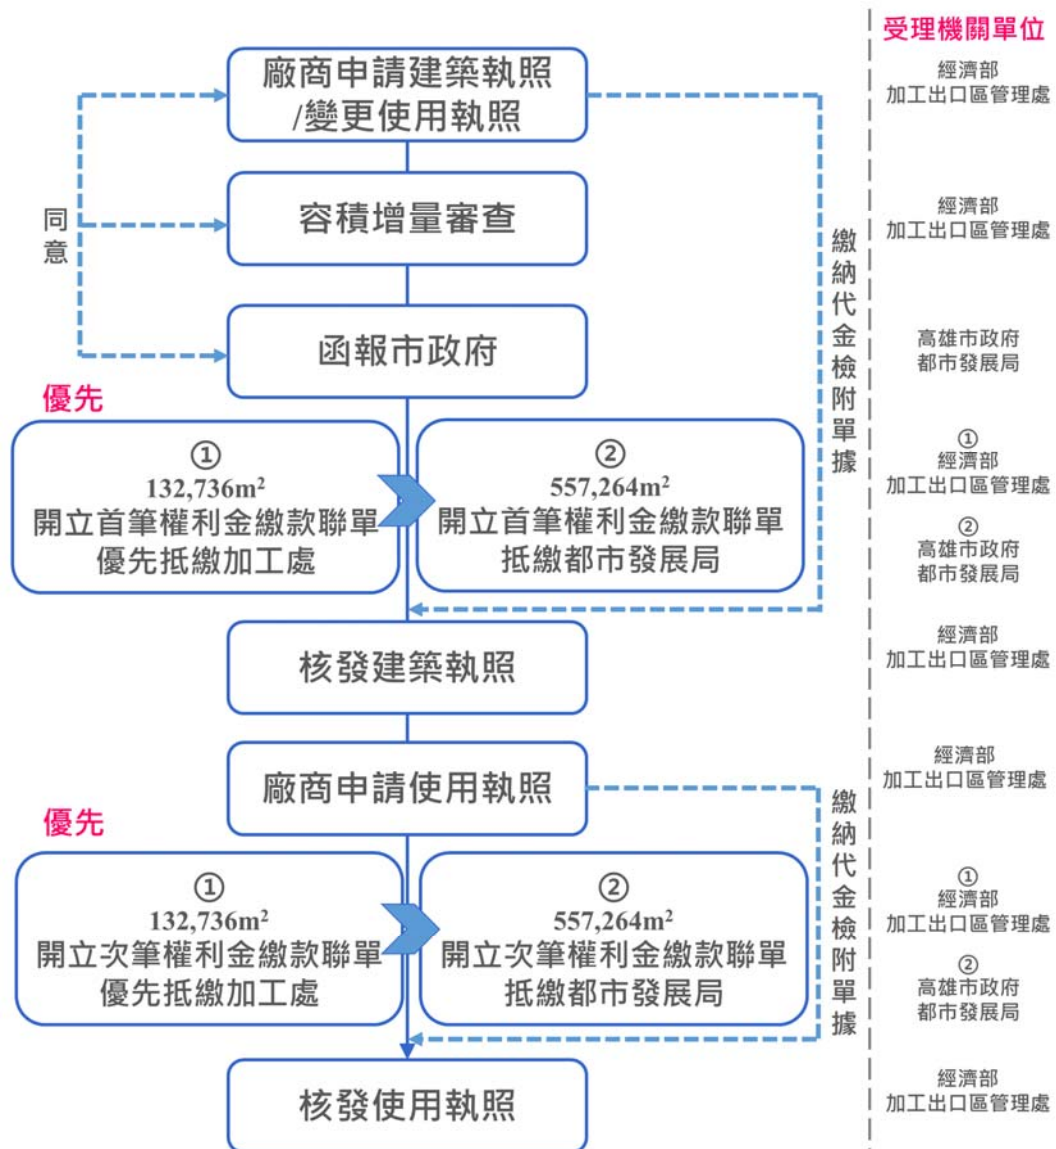 受理機關單位
廠商申請建築執照
/變更使用執照
經濟部
加工出口區管理處
同意
容積增量審查
經濟部
加工出口區管理處
繳納代金檢附單據
函報市政府
高雄市政府
都市發展局
優先
①
132,736m²
開立首筆權利金繳款聯單
優先抵繳加工處
②
557,264m²
開立首筆權利金繳款聯單
抵繳都市發展局
①
經濟部
加工出口區管理處
②
高雄市政府
都市發展局
核發建築執照
經濟部
加工出口區管理處
廠商申請使用執照
經濟部
加工出口區管理處
繳納代金檢附單據
優先
①
132,736m²
開立次筆權利金繳款聯單
優先抵繳加工處
②
557,264m²
開立次筆權利金繳款聯單
抵繳都市發展局
①
經濟部
加工出口區管理處
②
高雄市政府
都市發展局
核發使用執照
經濟部
加工出口區管理處